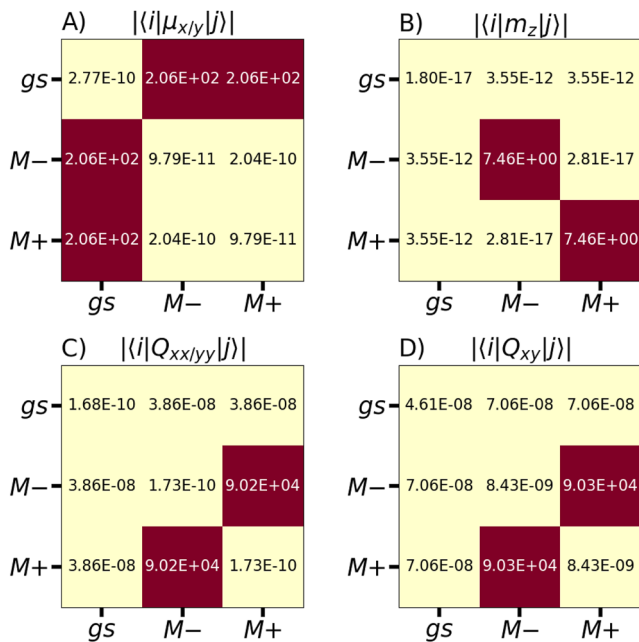 A) |⟨i|μx/y|j⟩|
gs 2.77E-10 2.06E+02 2.06E+02
M− 2.06E+02 9.79E-11 2.04E-10
M+ 2.06E+02 2.04E-10 9.79E-11
gs M− M+
B) |⟨i|mz|j⟩|
gs 1.80E-17 3.55E-12 3.55E-12
M− 3.55E-12 7.46E+00 2.81E-17
M+ 3.55E-12 2.81E-17 7.46E+00
gs M− M+
C) |⟨i|Qxx/yy|j⟩|
gs 1.68E-10 3.86E-08 3.86E-08
M− 3.86E-08 1.73E-10 9.02E+04
M+ 3.86E-08 9.02E+04 1.73E-10
gs M− M+
D) |⟨i|Qxy|j⟩|
gs 4.61E-08 7.06E-08 7.06E-08
M− 7.06E-08 8.43E-09 9.03E+04
M+ 7.06E-08 9.03E+04 8.43E-09
gs M− M+